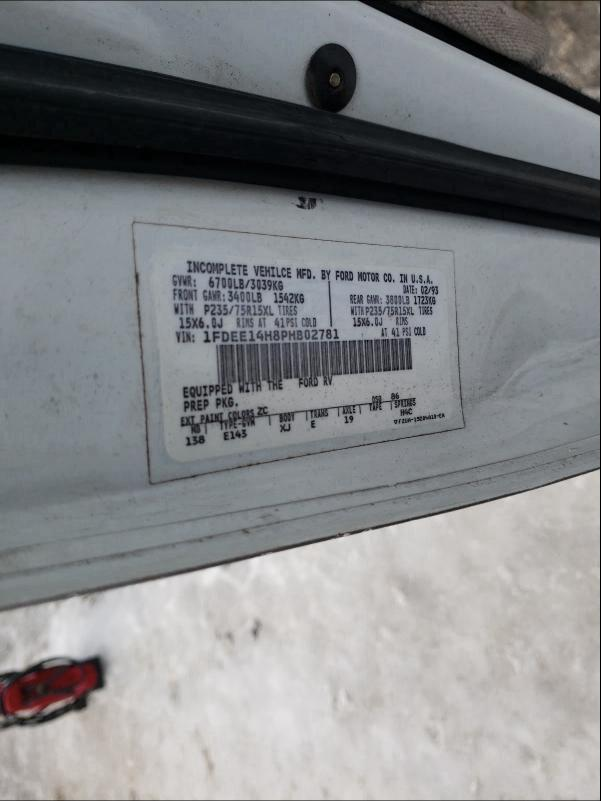 INCOMPLETE VEHILCE MFD. BY FORD MOTOR CO. IN U.S.A.
GVWR: 6700LB/3039KG DATE: 02/93
FRONT GAWR:3400LB 1542KG REAR GAWR: 3800LB 1723KG
WITH P235/75R15XL TIRES WITH P235/75R15XL TIRES
15X6.0J RIMS AT 41 PSI COLD 15X6.0J RIMS AT 41 PSI COLD
VIN: 1FDEE14H8PHB02781
EQUIPPED WITH THE FORD RV
PREP PKG.
EXT PAINT COLORS ZC DSO 86
WB TYPE-GVW BODY TRANS AXLE TAPE SPRINGS
138 E143 XJ E 19 H4C